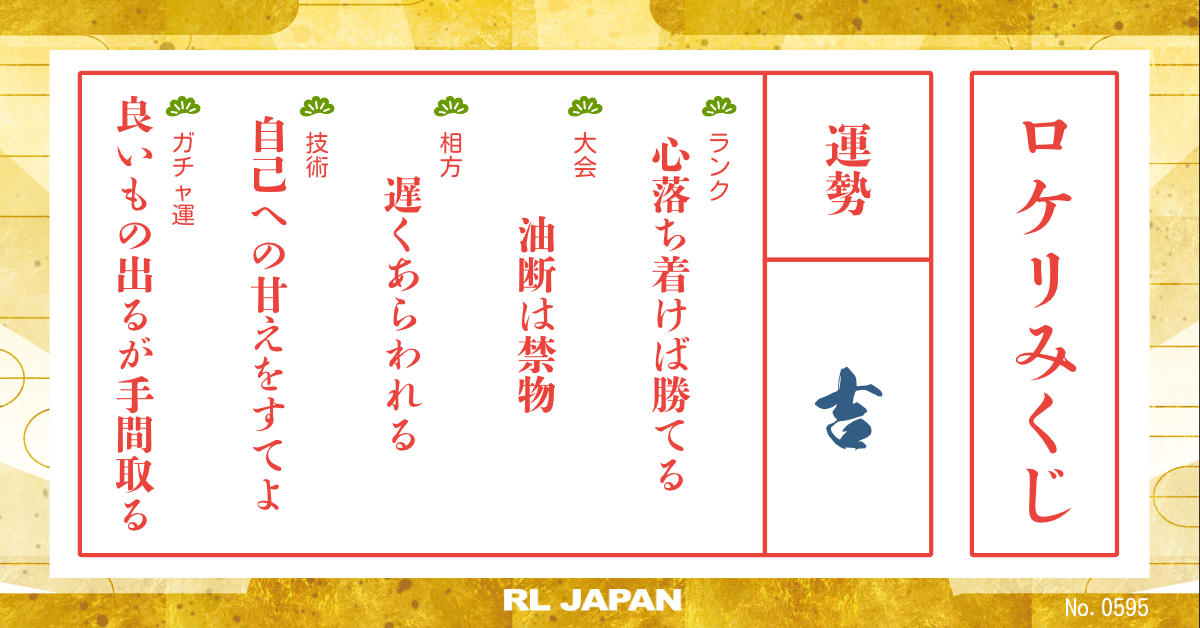 ロケリみくじ
運勢
吉
ランク
心落ち着けば勝てる
大会
油断は禁物
相方
遅くあらわれる
技術
自己への甘えをすてよ
ガチャ運
良いもの出るが手間取る
RL JAPAN
No. 0595